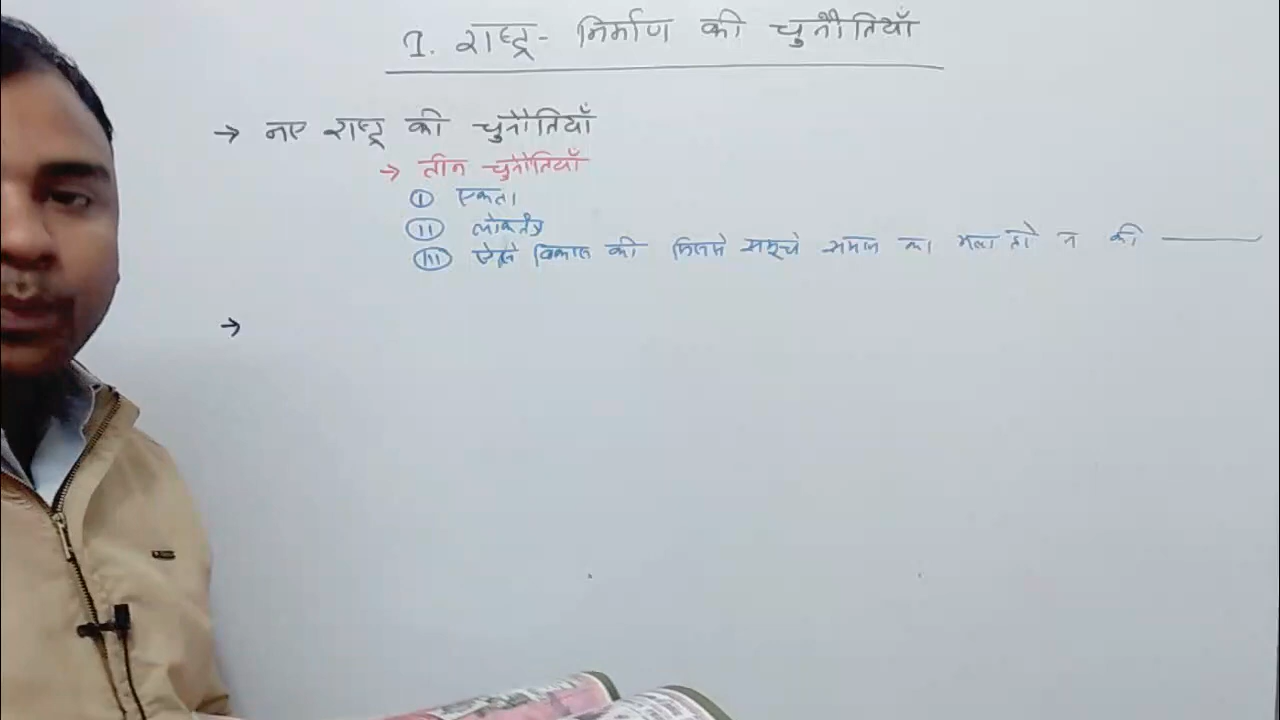 1. राष्ट्र- निर्माण की चुनौतियाँ
→ नए राष्ट्र की चुनौतियाँ
→ तीन चुनौतियाँ
(i) एकता
(ii) लोकतंत्र
(iii) ऐसे विकास की जिससे समूचे समाज का भला हो न की ———
→